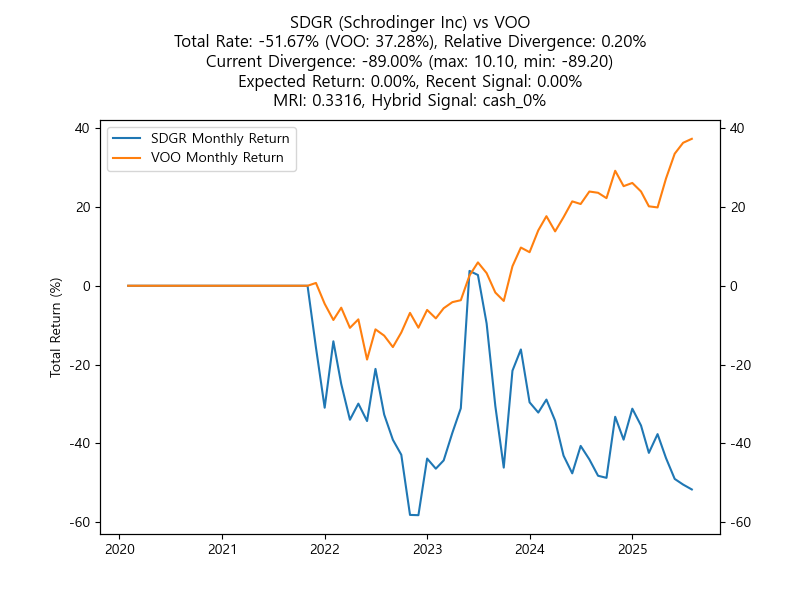 SDGR (Schrodinger Inc) vs VOO
Total Rate: -51.67% (VOO: 37.28%), Relative Divergence: 0.20%
Current Divergence: -89.00% (max: 10.10, min: -89.20)
Expected Return: 0.00%, Recent Signal: 0.00%
MRI: 0.3316, Hybrid Signal: cash_0%
SDGR Monthly Return
VOO Monthly Return
Total Return (%)
40
20
0
-20
-40
-60
40
20
0
-20
-40
-60
2020 2021 2022 2023 2024 2025